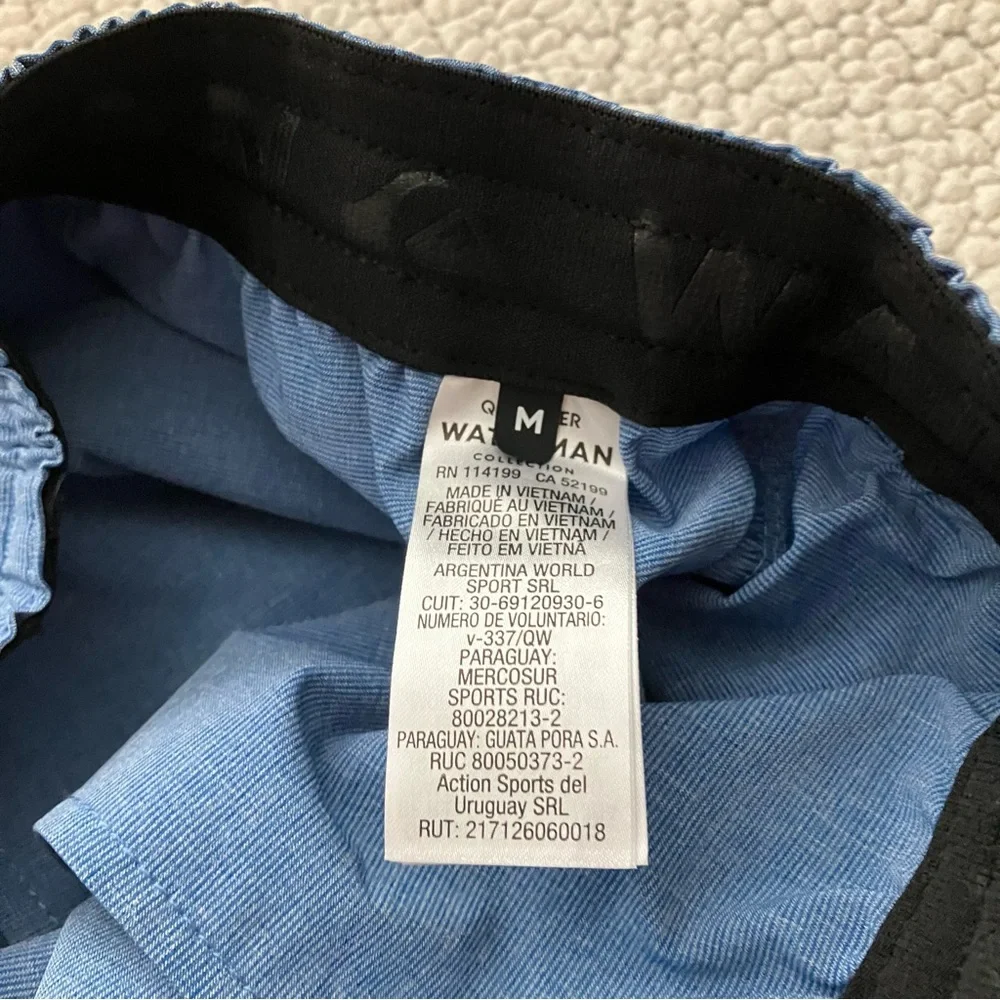 M
COLLECTION
RN 114199 CA 52199
MADE IN VIETNAM /
FABRIQUÉ AU VIETNAM /
FABRICADO EN VIETNAM
/ HECHO EN VIETNAM /
FEITO EM VIETNÃ
ARGENTINA WORLD
SPORT SRL
CUIT: 30-69120930-6
NUMERO DE VOLUNTARIO:
v-337/QW
PARAGUAY:
MERCOSUR
SPORTS RUC:
80028213-2
PARAGUAY: GUATA PORA S.A.
RUC 80050373-2
Action Sports del
Uruguay SRL
RUT: 217126060018